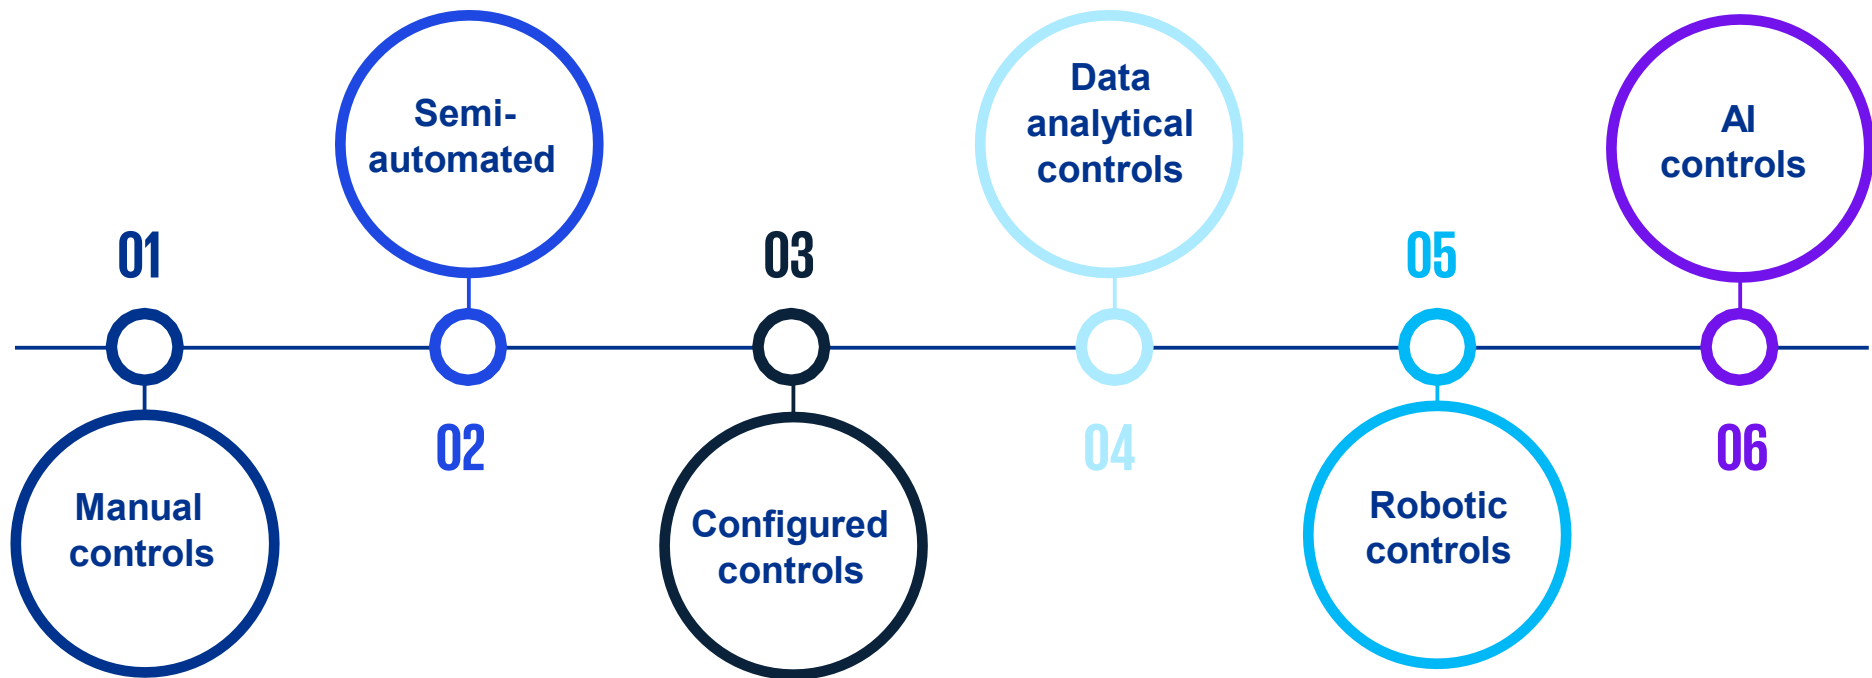 01
Manual
controls
Semi-
automated
02
03
Configured
controls
Data
analytical
controls
04
05
Robotic
controls
AI
controls
06